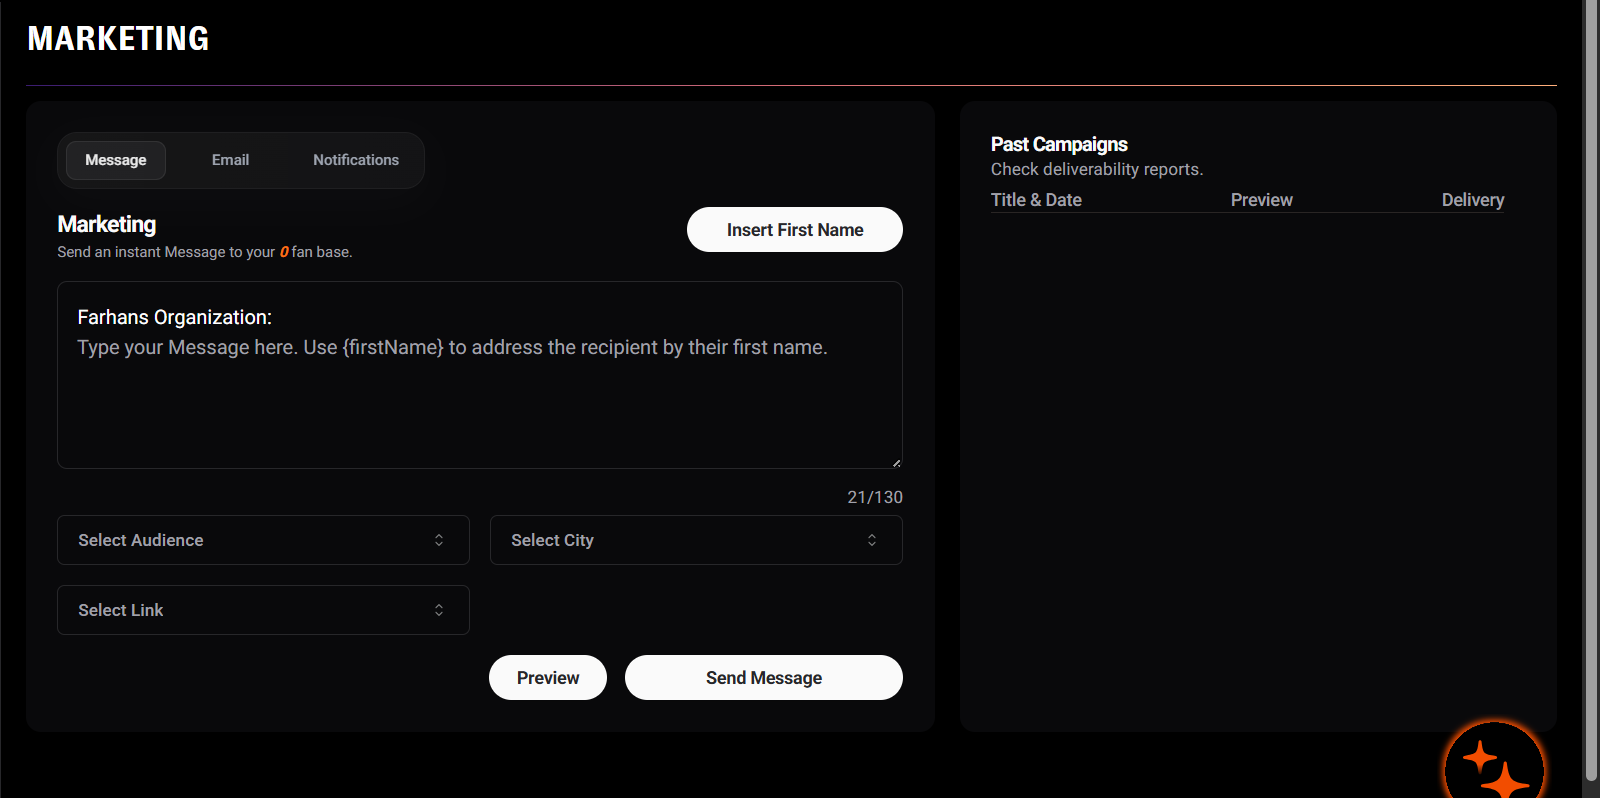 MARKETING
Message
Email
Notifications
Marketing
Send an instant Message to your 0 fan base.
Insert First Name
Farhans Organization:
Type your Message here. Use {firstName} to address the recipient by their first name.
21/130
Select Audience
Select City
Select Link
Preview
Send Message
Past Campaigns
Check deliverability reports.
Title & Date
Preview
Delivery